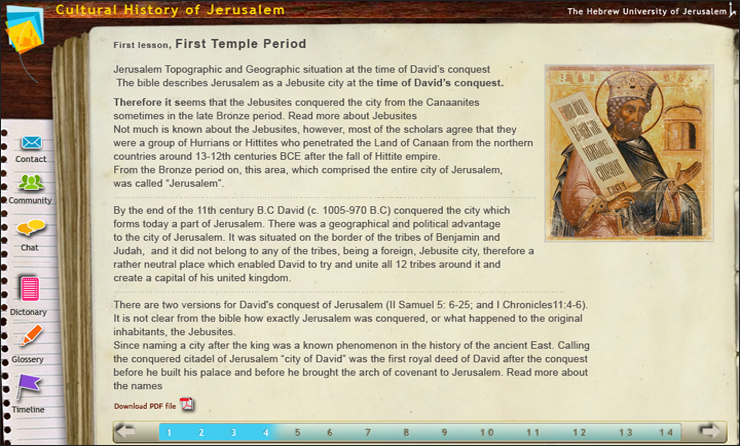 Cultural History of Jerusalem
The Hebrew University of Jerusalem
First lesson, First Temple Period
Jerusalem Topographic and Geographic situation at the time of David's conquest
The bible describes Jerusalem as a Jebusite city at the time of David's conquest.
Therefore it seems that the Jebusites conquered the city from the Canaanites
sometimes in the late Bronze period. Read more about Jebusites
Not much is known about the Jebusites, however, most of the scholars agree that they
were a group of Hurrians or Hittites who penetrated the Land of Canaan from the northern
countries around 13-12th centuries BCE after the fall of Hittite empire.
From the Bronze period on, this area, which comprised the entire city of Jerusalem,
was called "Jerusalem".
By the end of the 11th century B.C David (c. 1005-970 B.C) conquered the city which
forms today a part of Jerusalem. There was a geographical and political advantage
to the city of Jerusalem. It was situated on the border of the tribes of Benjamin and
Judah, and it did not belong to any of the tribes, being a foreign, Jebusite city, therefore a
rather neutral place which enabled David to try and unite all 12 tribes around it and
create a capital of his united kingdom.
There are two versions for David's conquest of Jerusalem (II Samuel 5: 6-25; and I Chronicles11:4-6).
It is not clear from the bible how exactly Jerusalem was conquered, or what happened to the original
inhabitants, the Jebusites.
Since naming a city after the king was a known phenomenon in the history of the ancient East. Calling
the conquered citadel of Jerusalem "city of David" was the first royal deed of David after the conquest
before he built his palace and before he brought the arch of covenant to Jerusalem. Read more about
the names
Download PDF file
Contact
Community
Chat
Dictonary
Glossery
Timeline
1 2 3 4 5 6 7 8 9 10 11 12 13 14